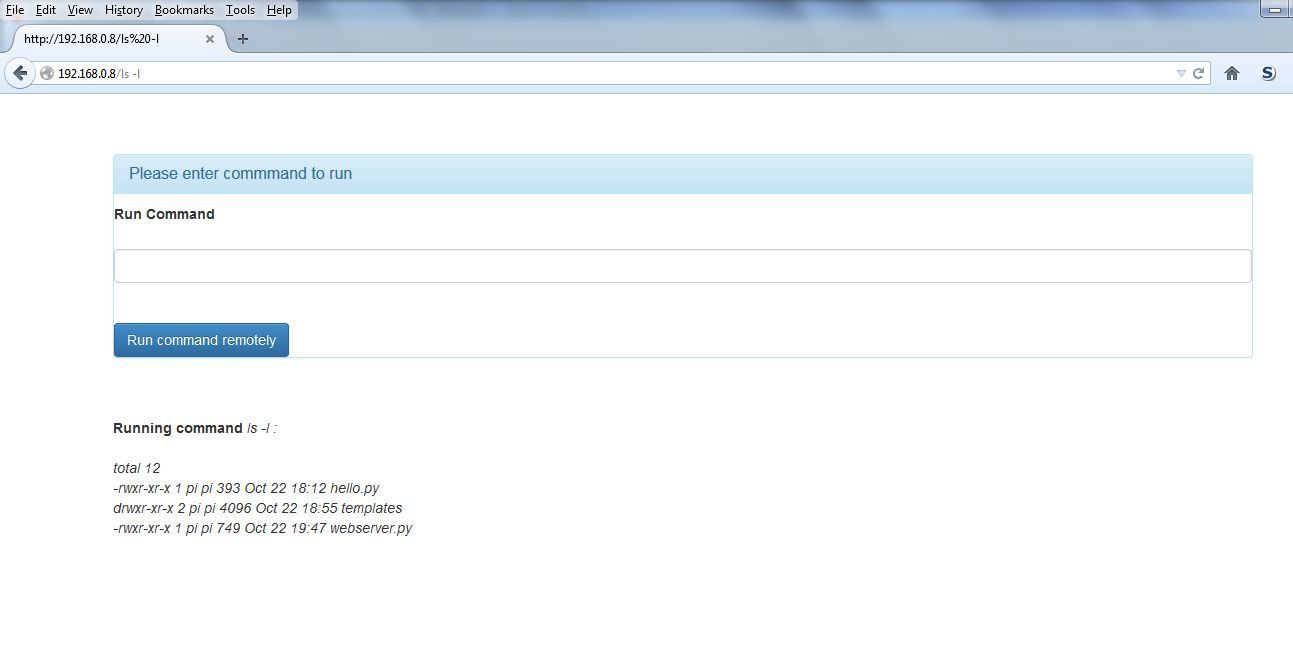 File Edit View History Bookmarks Tools Help
http://192.168.0.8/ls%20-l
192.168.0.8/ls -l
S
Please enter commmand to run
Run Command
Run command remotely
Running command ls -l :
total 12
-rwxr-xr-x 1 pi pi 393 Oct 22 18:12 hello.py
drwxr-xr-x 2 pi pi 4096 Oct 22 18:55 templates
-rwxr-xr-x 1 pi pi 749 Oct 22 19:47 webserver.py